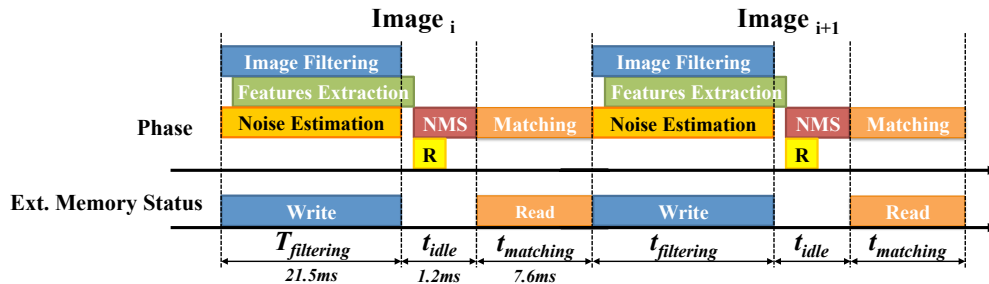 Image i
Image i+1
Image Filtering
Image Filtering
Features Extraction
Features Extraction
Phase
Noise Estimation
NMS
Matching
Noise Estimation
NMS
Matching
R
R
Ext. Memory Status
Write
Read
Write
Read
Tfiltering
tidle
tmatching
tfiltering
tidle
tmatching
21.5ms
1.2ms
7.6ms